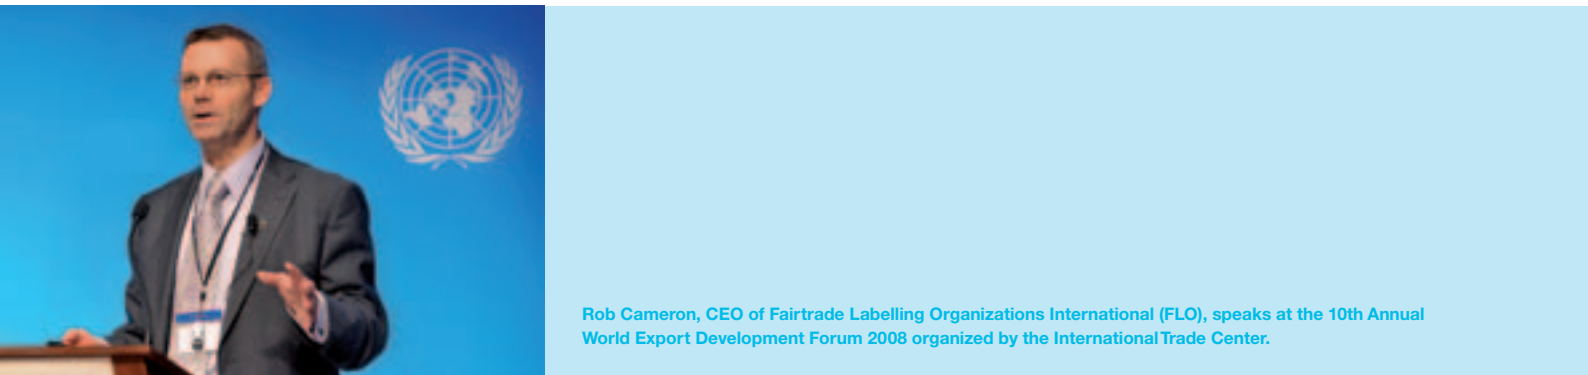 Rob Cameron, CEO of Fairtrade Labelling Organizations International (FLO), speaks at the 10th Annual
World Export Development Forum 2008 organized by the International Trade Center.